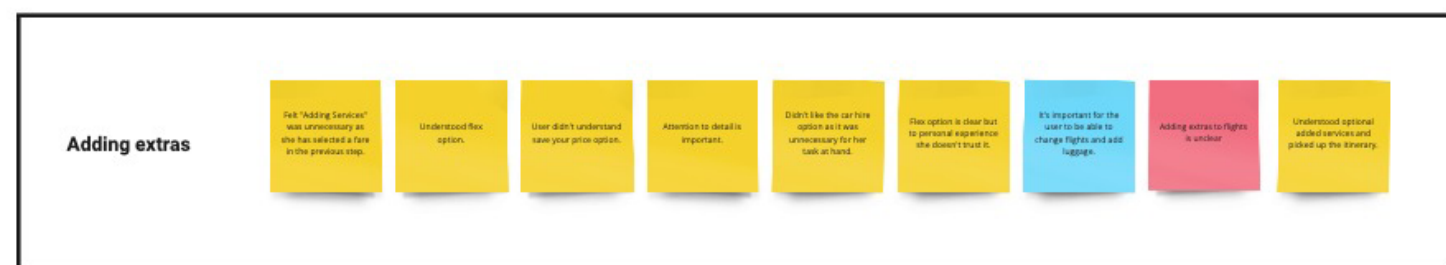 Adding extras
Felt "Adding Services"
was unnecessary as
she has selected a fare
in the previous step.
Understood flex
option.
User didn't understand
save your price option.
Attention to detail is
important.
Didn't like the car hire
option as it was
unnecessary for her
task at hand.
Flex option is clear but
to personal experience
she doesn't trust it.
It's important for the
user to be able to
change flights and add
luggage.
Adding extras to flights
is unclear
Understood optional
added services and
picked up the itinerary.